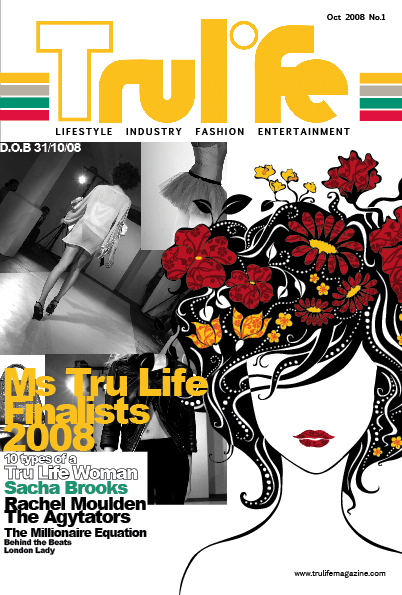 Oct 2008 No.1
Trulife
LIFESTYLE INDUSTRY FASHION ENTERTAINMENT
D.O.B 31/10/08
Ms Tru Life
Finalists
2008
10 types of a
Tru Life Woman
Sacha Brooks
Rachel Moulden
The Agytators
The Millionaire Equation
Behind the Beats
London Lady
www.trulifemagazine.com